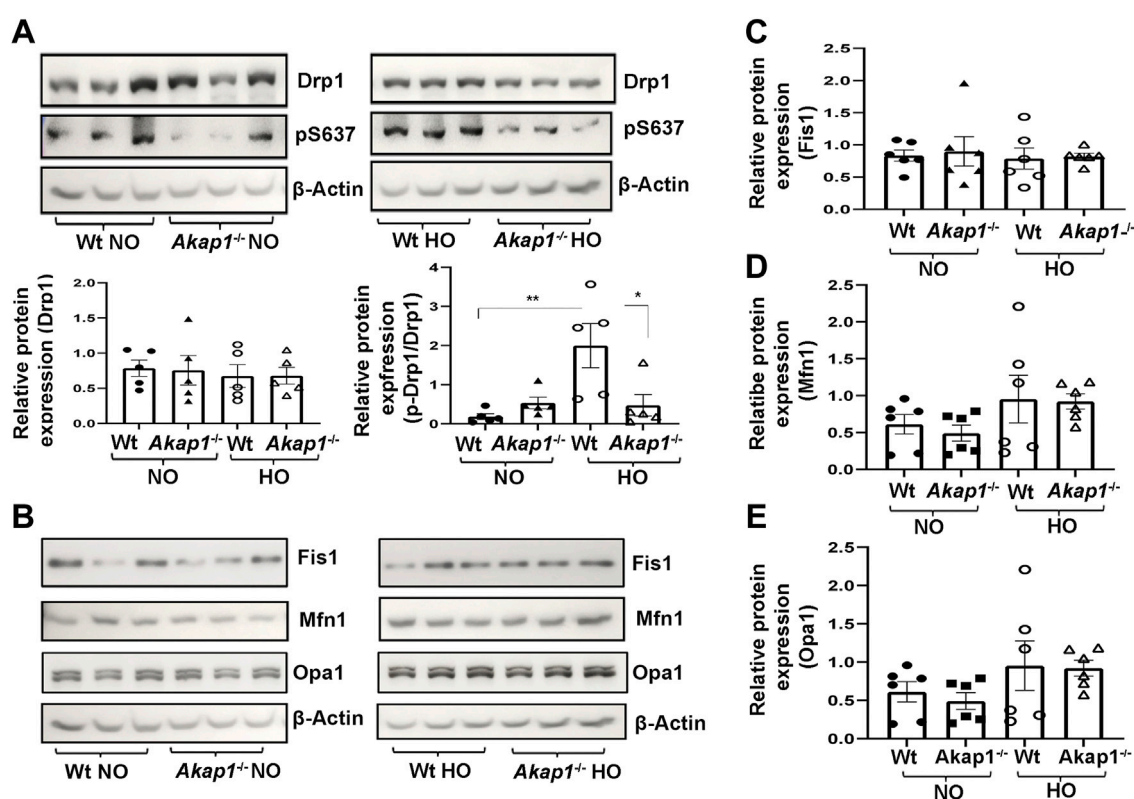 A
Drp1
pS637
β-Actin
Wt NO
Akap1-/- NO
Drp1
pS637
β-Actin
Wt HO
Akap1-/- HO
Relative protein
expression (Drp1)
2.0
1.5
1.0
0.5
0.0
Wt Akap1-/- Wt Akap1-/-
NO HO
Relative protein
expfression
(p-Drp1/Drp1)
4
3
2
1
0
** *
Wt Akap1-/- Wt Akap1-/-
NO HO
B
Fis1
Mfn1
Opa1
β-Actin
Wt NO
Akap1-/- NO
Fis1
Mfn1
Opa1
β-Actin
Wt HO
Akap1-/- HO
C
Relative protein
expression
(Fis1)
2.5
2.0
1.5
1.0
0.5
0.0
Wt Akap1-/- Wt Akap1-/-
NO HO
D
Relatibe protein
expression
(Mfn1)
2.5
2.0
1.5
1.0
0.5
0.0
Wt Akap1-/- Wt Akap1-/-
NO HO
E
Relative protein
expression
(Opa1)
2.5
2.0
1.5
1.0
0.5
0.0
Wt Akap1-/- Wt Akap1-/-
NO HO